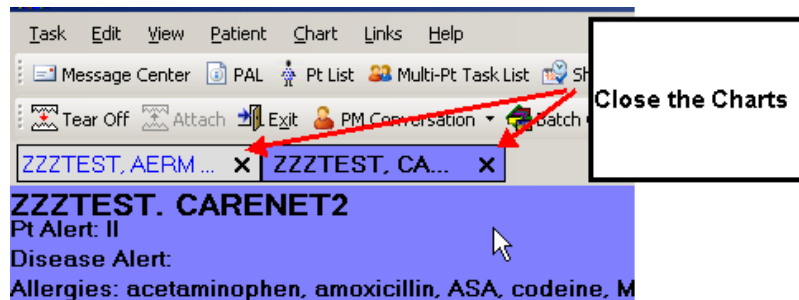 Task Edit View Patient Chart Links Help
Message Center PAL Pt List Multi-Pt Task List
Tear Off Attach Exit PM Conversation Batch
Close the Charts
ZZZTEST, AERM ... ZZZTEST, CA...
ZZZTEST. CARENET2
Pt Alert: II
Disease Alert:
Allergies: acetaminophen, amoxicillin, ASA, codeine, M